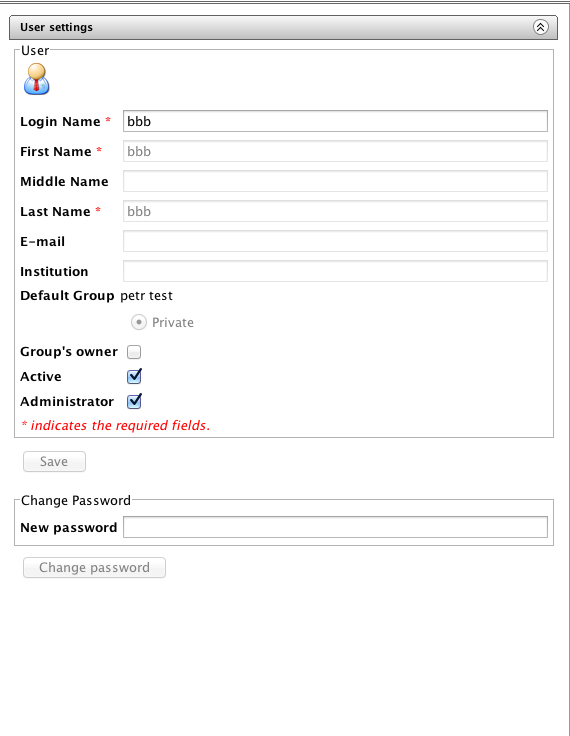 User settings
User
Login Name * bbb
First Name * bbb
Middle Name
Last Name * bbb
E-mail
Institution
Default Group petr test
Private
Group's owner
Active
Administrator
* indicates the required fields.
Save
Change Password
New password
Change password